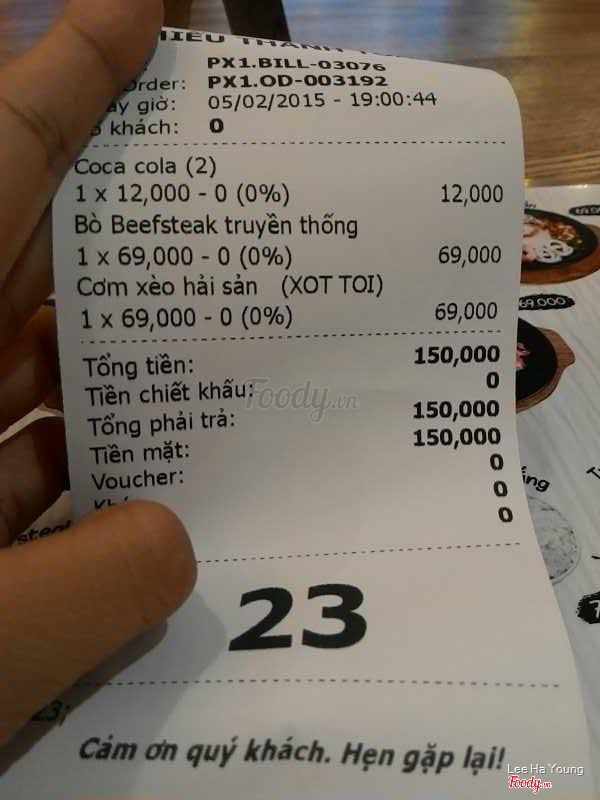 PX1.BILL-03076
Order: PX1.OD-003192
giờ: 05/02/2015 - 19:00:44
khách: 0
Coca cola (2)
1 x 12,000 - 0 (0%) 12,000
Bò Beefsteak truyền thống
1 x 69,000 - 0 (0%) 69,000
Cơm xèo hải sản (XOT TOI)
1 x 69,000 - 0 (0%) 69,000
Tổng tiền: 150,000
Tiền chiết khấu: 0
Tổng phải trả: 150,000
Tiền mặt: 150,000
Voucher: 0
0
0
23
Cảm ơn quý khách. Hẹn gặp lại!
69.000
Foody.vn
Lee Ha Young
Foody.vn